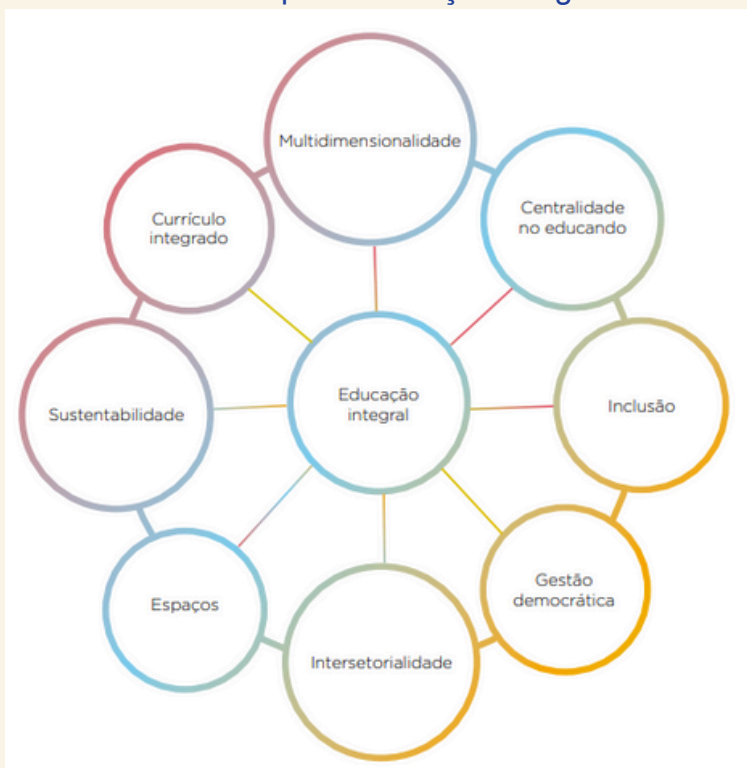 Multidimensionalidade
Centralidade
no educando
Currículo
integrado
Educação
integral
Inclusão
Sustentabilidade
Gestão
democrática
Espaços
Intersetorialidade